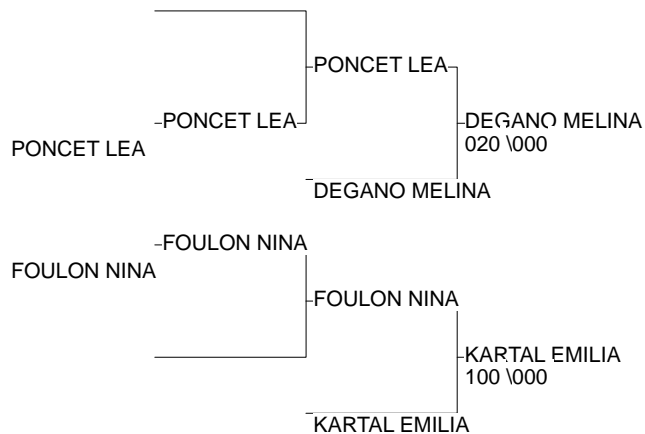 PONCET LEA
PONCET LEA
DEGANO MELINA
020 \000
PONCET LEA
DEGANO MELINA
FOULON NINA
FOULON NINA
FOULON NINA
KARTAL EMILIA
100 \000
KARTAL EMILIA